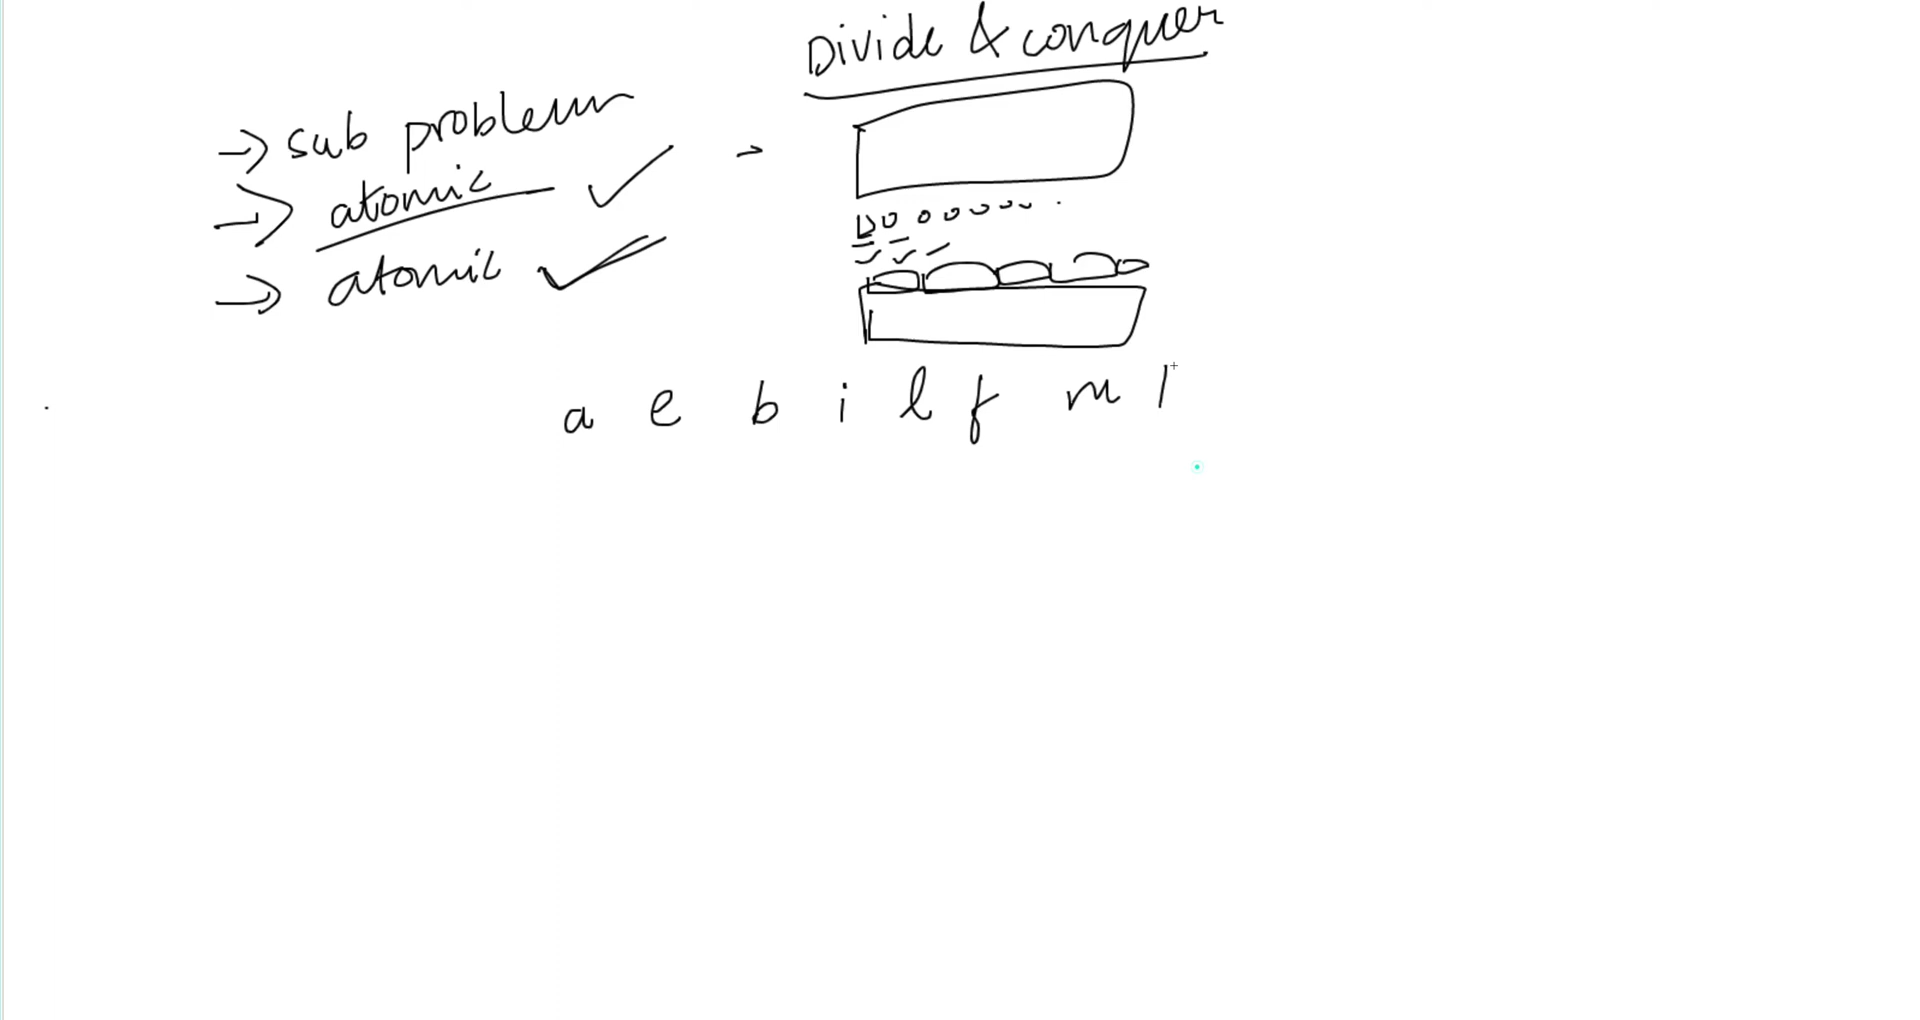 Divide & conquer
→ sub problem
→ atomic ✓
→ atomic ✓
a e b i l f m